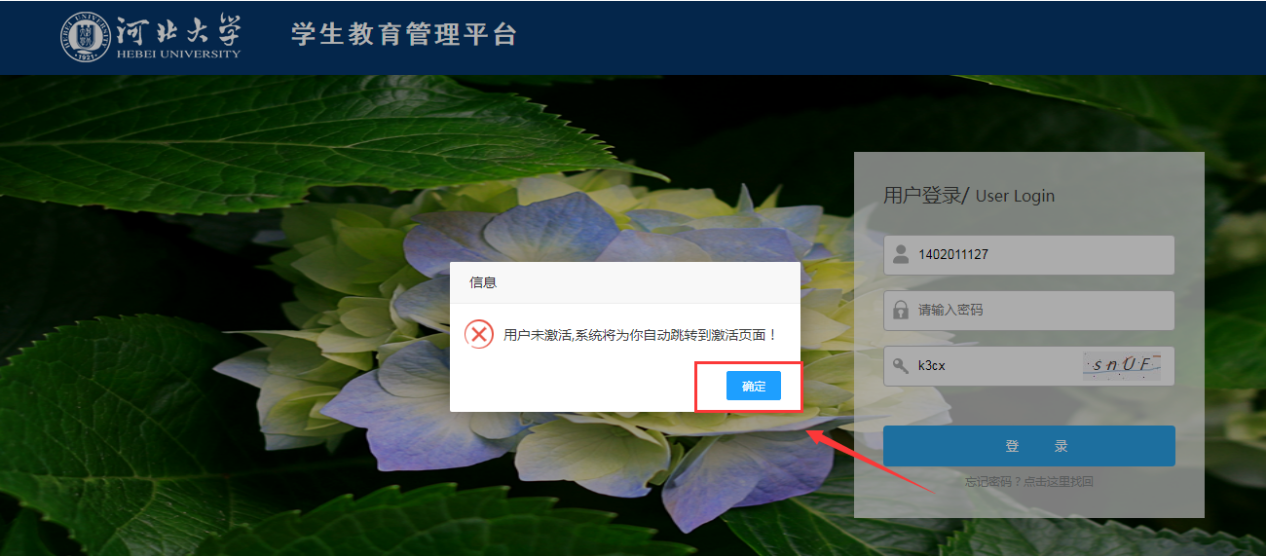 河北大学
HEBEI UNIVERSITY
HEBEI UNIVERSITY
1921
学生教育管理平台
用户登录/ User Login
1402011127
信息
请输入密码
用户未激活,系统将为你自动跳转到激活页面！
k3cx
snUF
确定
登 录
忘记密码？点击这里找回